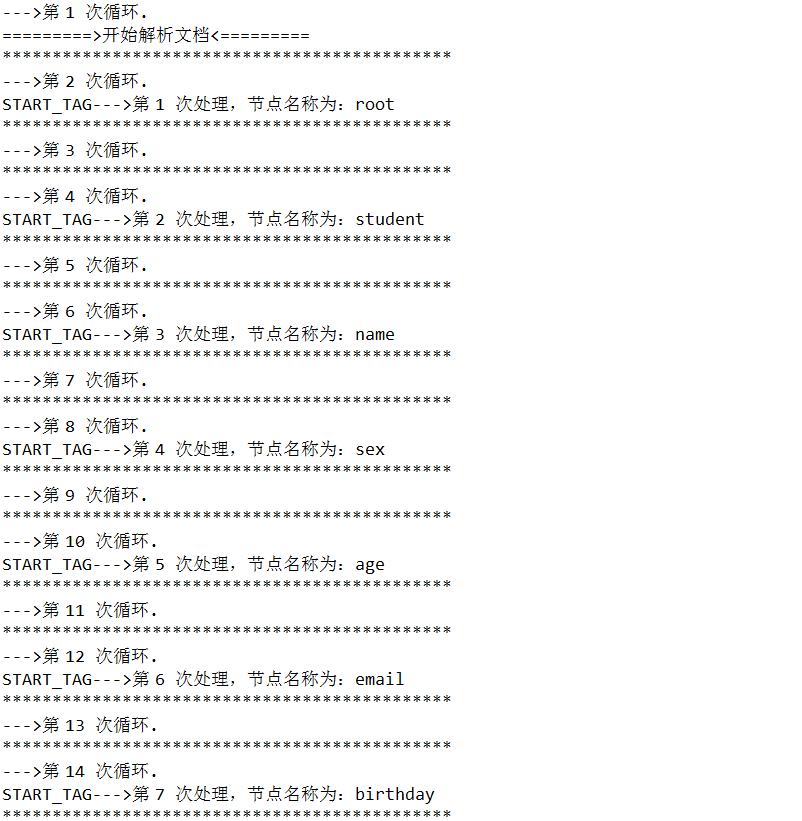 --->第 1 次循环.
=========>开始解析文档<=========
*********************************************
--->第 2 次循环.
START_TAG--->第 1 次处理，节点名称为：root
*********************************************
--->第 3 次循环.
*********************************************
--->第 4 次循环.
START_TAG--->第 2 次处理，节点名称为：student
*********************************************
--->第 5 次循环.
*********************************************
--->第 6 次循环.
START_TAG--->第 3 次处理，节点名称为：name
*********************************************
--->第 7 次循环.
*********************************************
--->第 8 次循环.
START_TAG--->第 4 次处理，节点名称为：sex
*********************************************
--->第 9 次循环.
*********************************************
--->第 10 次循环.
START_TAG--->第 5 次处理，节点名称为：age
*********************************************
--->第 11 次循环.
*********************************************
--->第 12 次循环.
START_TAG--->第 6 次处理，节点名称为：email
*********************************************
--->第 13 次循环.
*********************************************
--->第 14 次循环.
START_TAG--->第 7 次处理，节点名称为：birthday
*********************************************